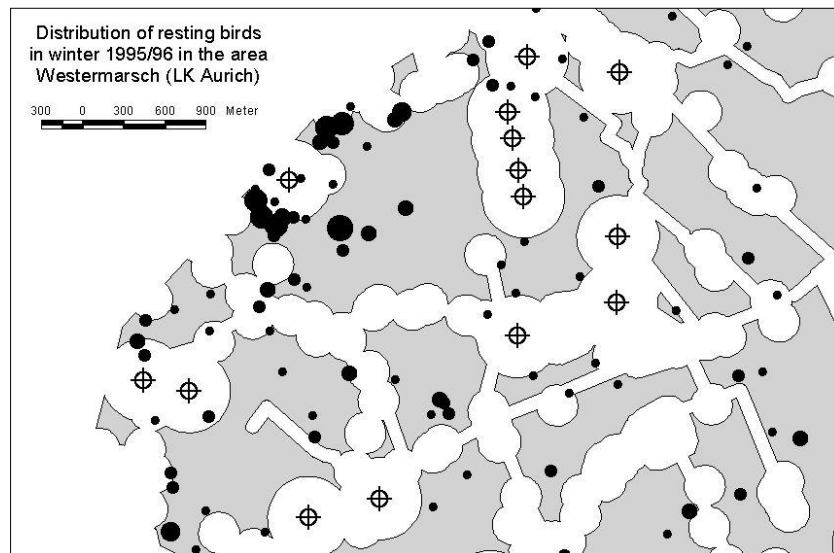 Distribution of resting birds
in winter 1995/96 in the area
Westermarsch (LK Aurich)
300 0 300 600 900 Meter